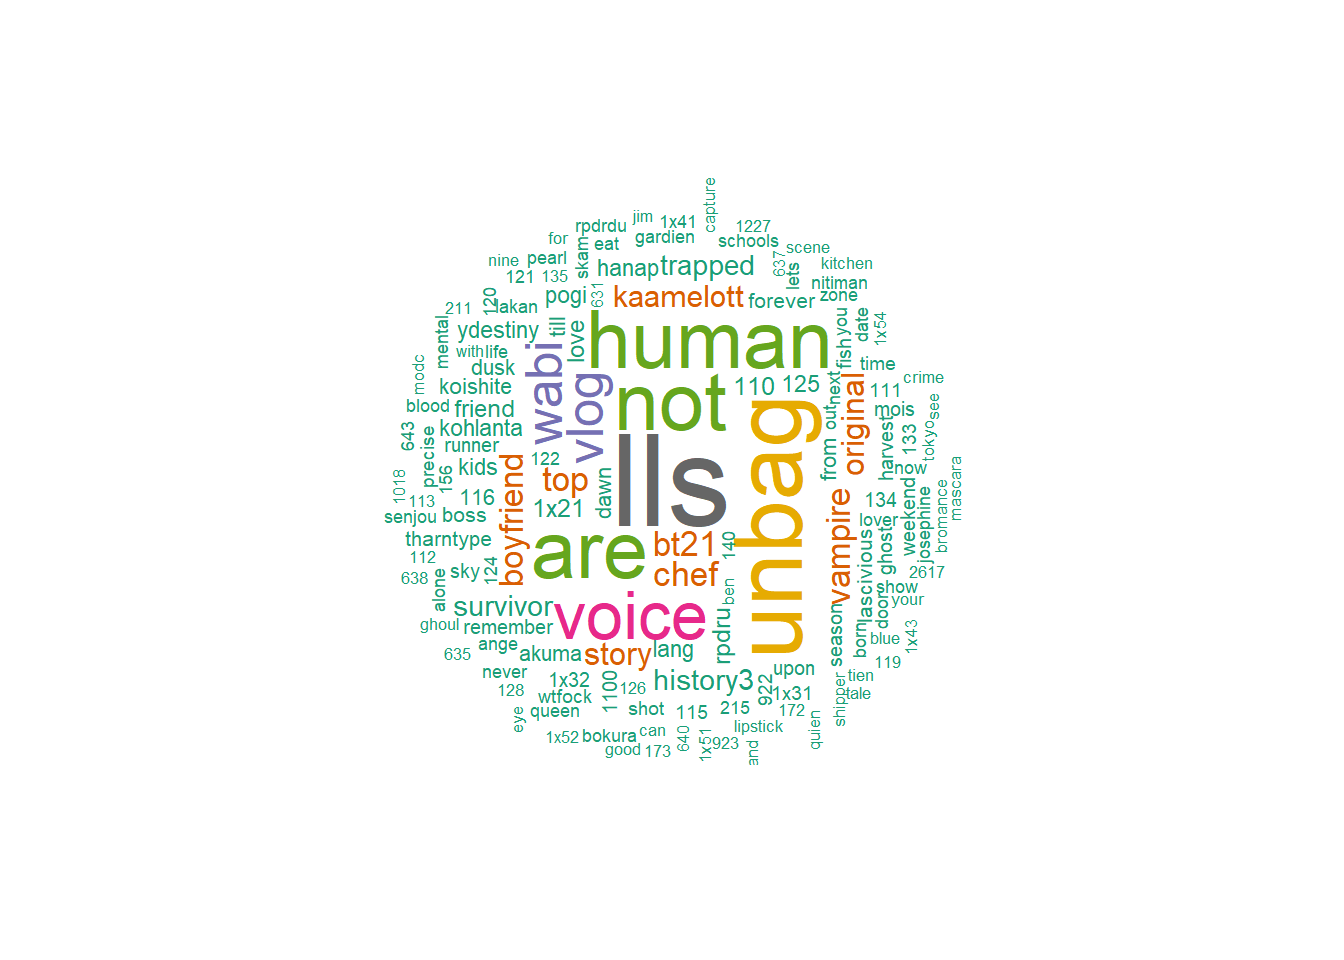 capture
jim
1x41
rpdrdu
1227
for
eat
gardien
schools
scene
nine
pearl
skam
hanap
trapped
637
lets
kitchen
121
135
nitiman
211
120
lakan
pogi
631
kaamelott
forever
zone
date
1x54
mental
ydestiny
till
love
human
you
fish
with
life
time
modc
dusk
wabi
vlog
not
110
125
next
original
111
crime
koishite
blood
friend
out
mois
see
643
kohlanta
unbag
133
tokyo
precise
runner
122
lls
from
harvest
now
1018
156
kids
top
dawn
mascara
113
116
boyfriend
1x21
vampire
134
weekend
bromance
senjou
boss
lover
josephine
tharntype
are
bt21
140
ghost
112
sky
124
chef
lascivious
2617
638
alone
ben
show
door
your
survivor
voice
rpdru
season
born
ghoul
remember
blue
1x43
635
ange
akuma
story
lang
119
never
history3
upon
tien
128
1x32
1100
126
922
1x31
tale
wtfock
shipper
eye
queen
shot
115
215
172
quien
1x52
bokura
can
640
1x51
lipstick
923
good
173
and